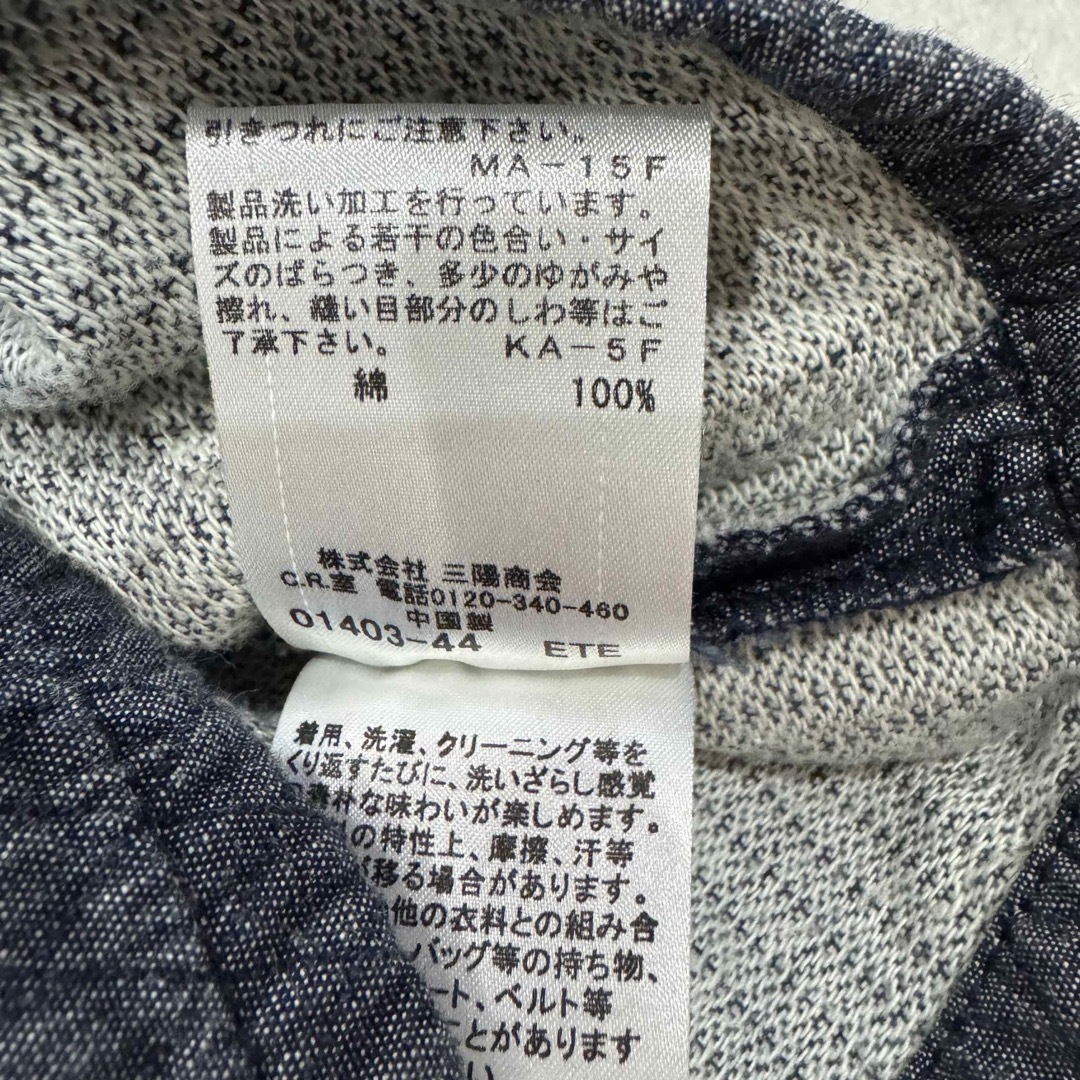 引きつれにご注意下さい。
MA-15F
製品洗い加工を行っています。
製品による若干の色合い・サイ
ズのばらつき、多少のゆがみや
擦れ、縫い目部分のしわ等はご
了承下さい。 KA-5F
綿 100%
株式会社 三陽商会
C.R.室 電話0120-340-460
中国製
01403-44 ETE
着用、洗濯、クリーニング等を
くり返すたびに、洗いざらし感覚
朴な味わいが楽しめます。
の特性上、摩擦、汗等
が移る場合があります。
他の衣料との組み合
バッグ等の持ち物、
ート、ベルト等
ことがあります
い